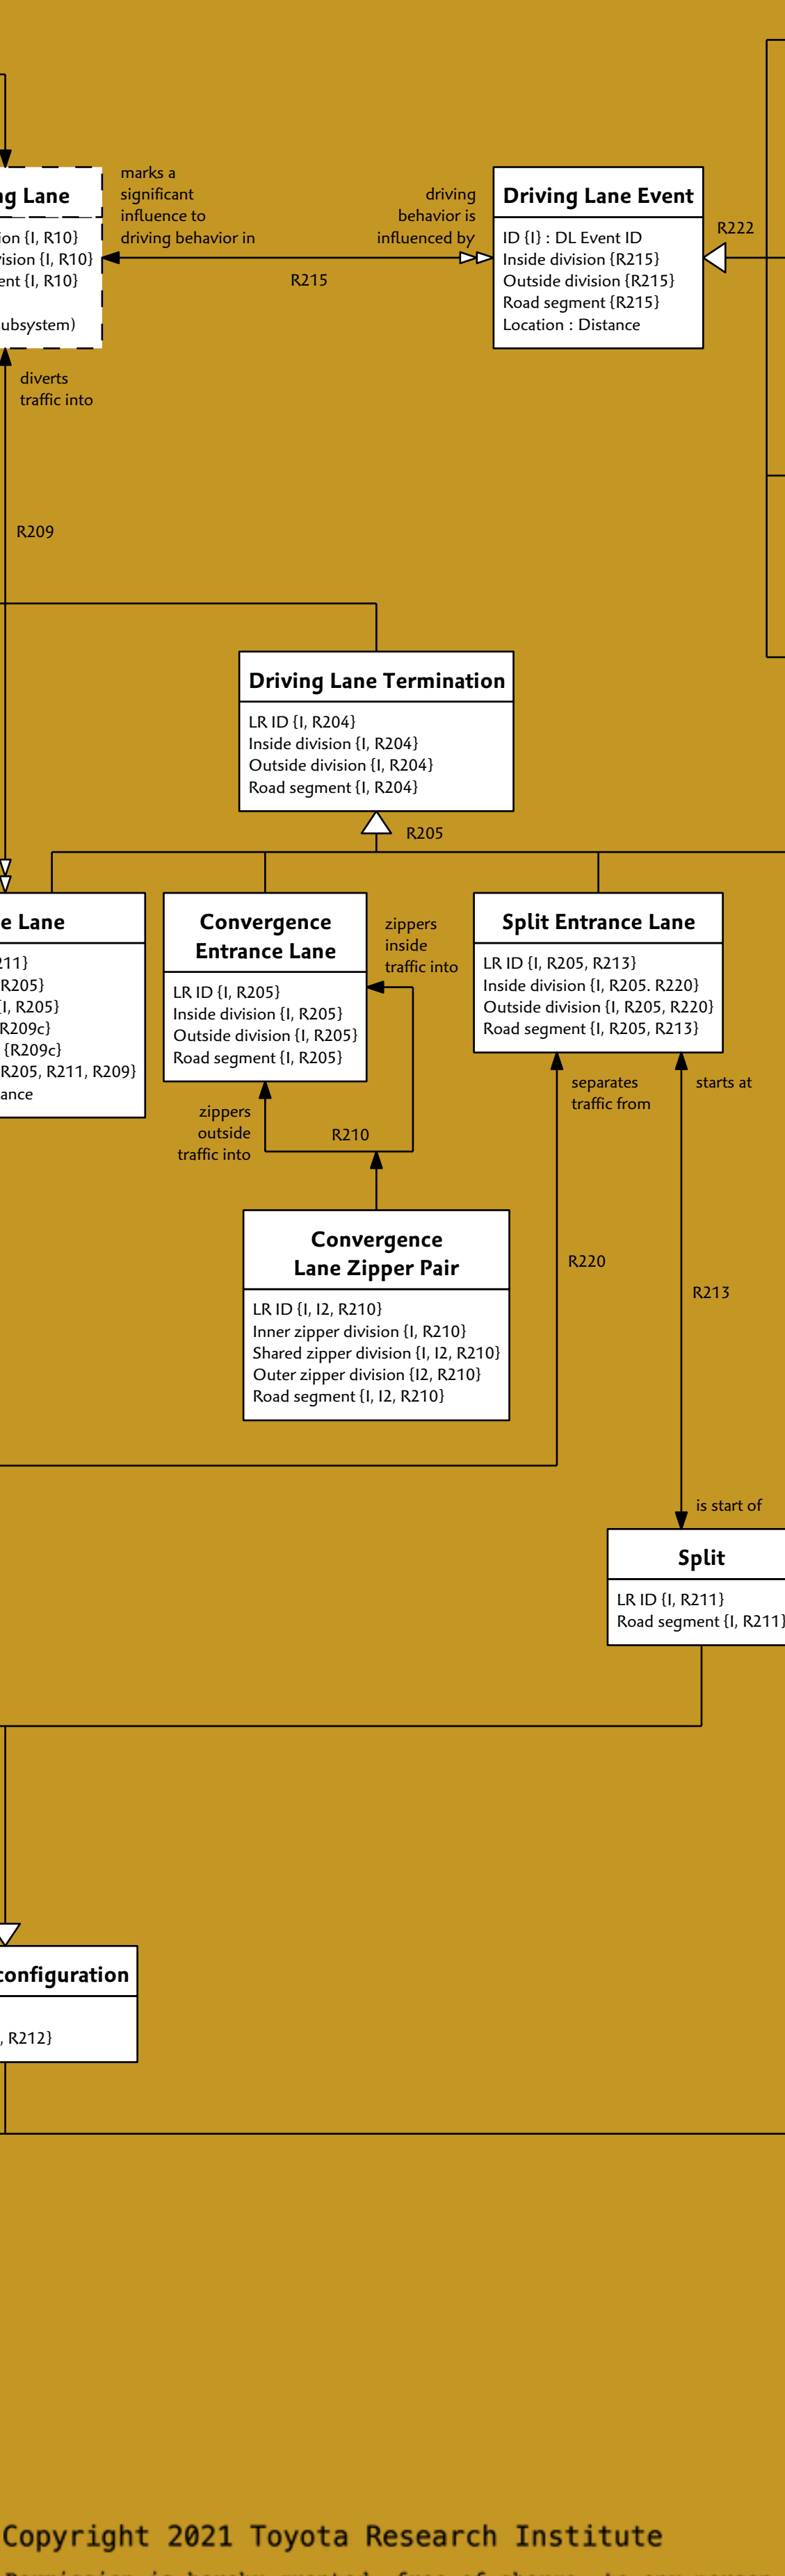 ng Lane
ion {I, R10}
vision {I, R10}
ent {I, R10}
ubsystem)
marks a
significant
influence to
driving behavior in
R215
driving
behavior is
influenced by
Driving Lane Event
ID {I} : DL Event ID
Inside division {R215}
Outside division {R215}
Road segment {R215}
Location : Distance
R222
diverts
traffic into
R209
Driving Lane Termination
LR ID {I, R204}
Inside division {I, R204}
Outside division {I, R204}
Road segment {I, R204}
R205
e Lane
211}
R205}
{I, R205}
R209c}
{R209c}
R205, R211, R209}
ance
Convergence
Entrance Lane
LR ID {I, R205}
Inside division {I, R205}
Outside division {I, R205}
Road segment {I, R205}
zippers
inside
traffic into
Split Entrance Lane
LR ID {I, R205, R213}
Inside division {I, R205. R220}
Outside division {I, R205, R220}
Road segment {I, R205, R213}
zippers
outside
traffic into
R210
separates
traffic from
starts at
Convergence
Lane Zipper Pair
LR ID {I, I2, R210}
Inner zipper division {I, R210}
Shared zipper division {I, I2, R210}
Outer zipper division {I2, R210}
Road segment {I, I2, R210}
R220
R213
is start of
Split
LR ID {I, R211}
Road segment {I, R211}
configuration
, R212}
Copyright 2021 Toyota Research Institute